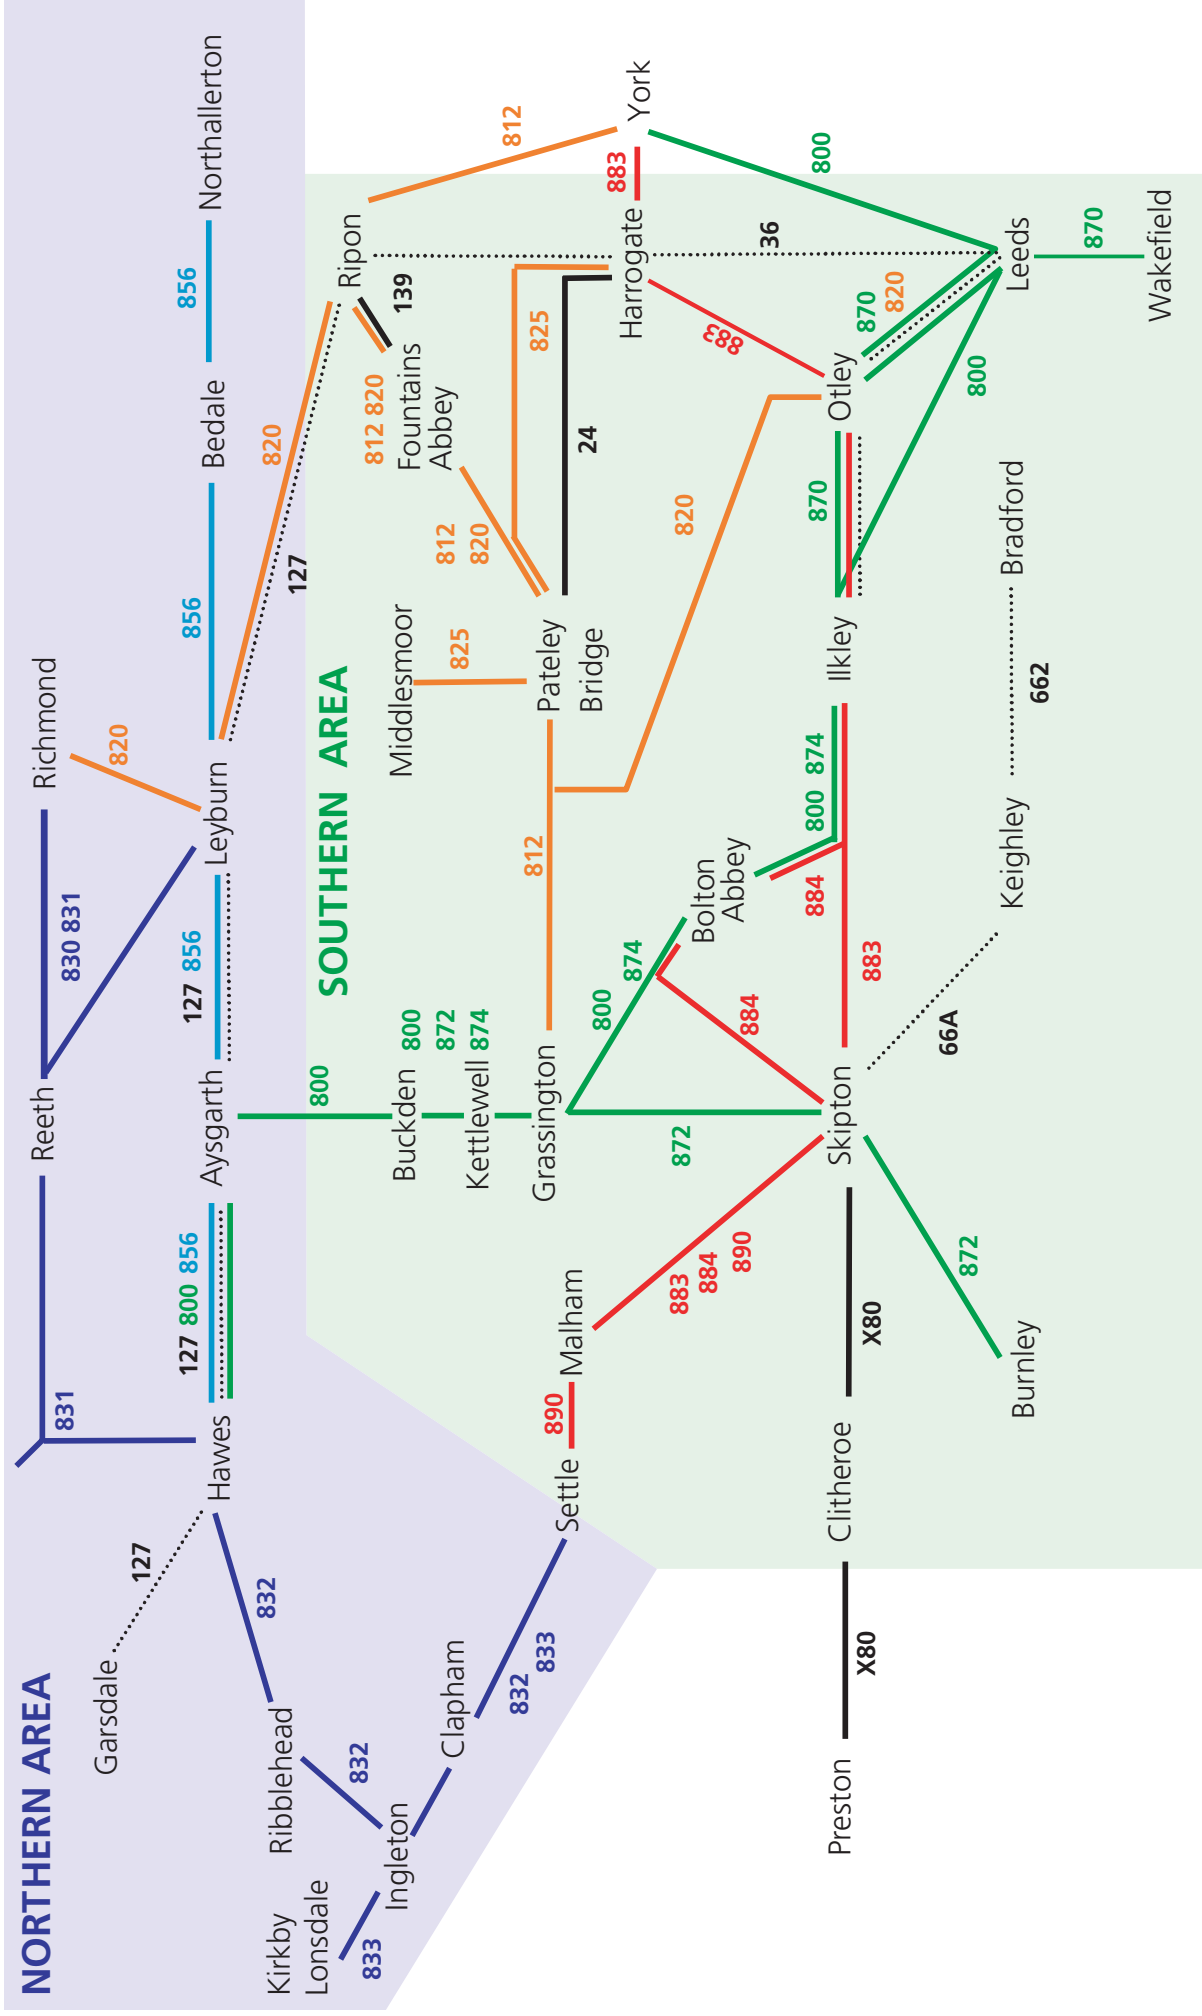 NORTHERN AREA
Richmond
Reeth
830 831
831
820
Northallerton
Bedale
Leyburn
Aysgarth
Hawes
Garsdale
127
856
856
127 856
127 800 856
832
820
127
Ribblehead
832
Kirkby
Lonsdale
833
Ingleton
Clapham
832
833
SOUTHERN AREA
800
Ripon
139
812
812 820
Fountains
Abbey
812
820
Middlesmoor
825
825
Buckden
800
Kettlewell
872
874
Grassington
812
Pateley
Bridge
24
Settle
890
Malham
883
884
890
York
883
Harrogate
883
36
800
820
Bolton
Abbey
800
874
884
872
884
800 874
883
Preston
X80
Clitheroe
X80
Skipton
Ilkley
870
Otley
870
820
800
66A
872
Burnley
Keighley
662
Bradford
Leeds
870
Wakefield